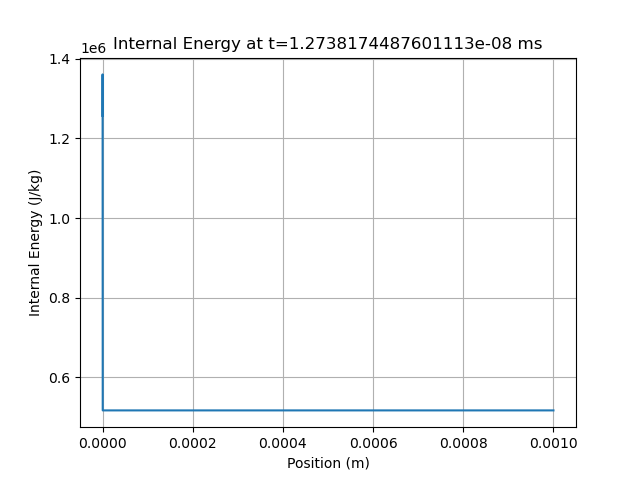 Internal Energy at t=1.2738174487601113e-08 ms
1e6
1.4
1.2
1.0
0.8
0.6
Internal Energy (J/kg)
0.0000 0.0002 0.0004 0.0006 0.0008 0.0010
Position (m)